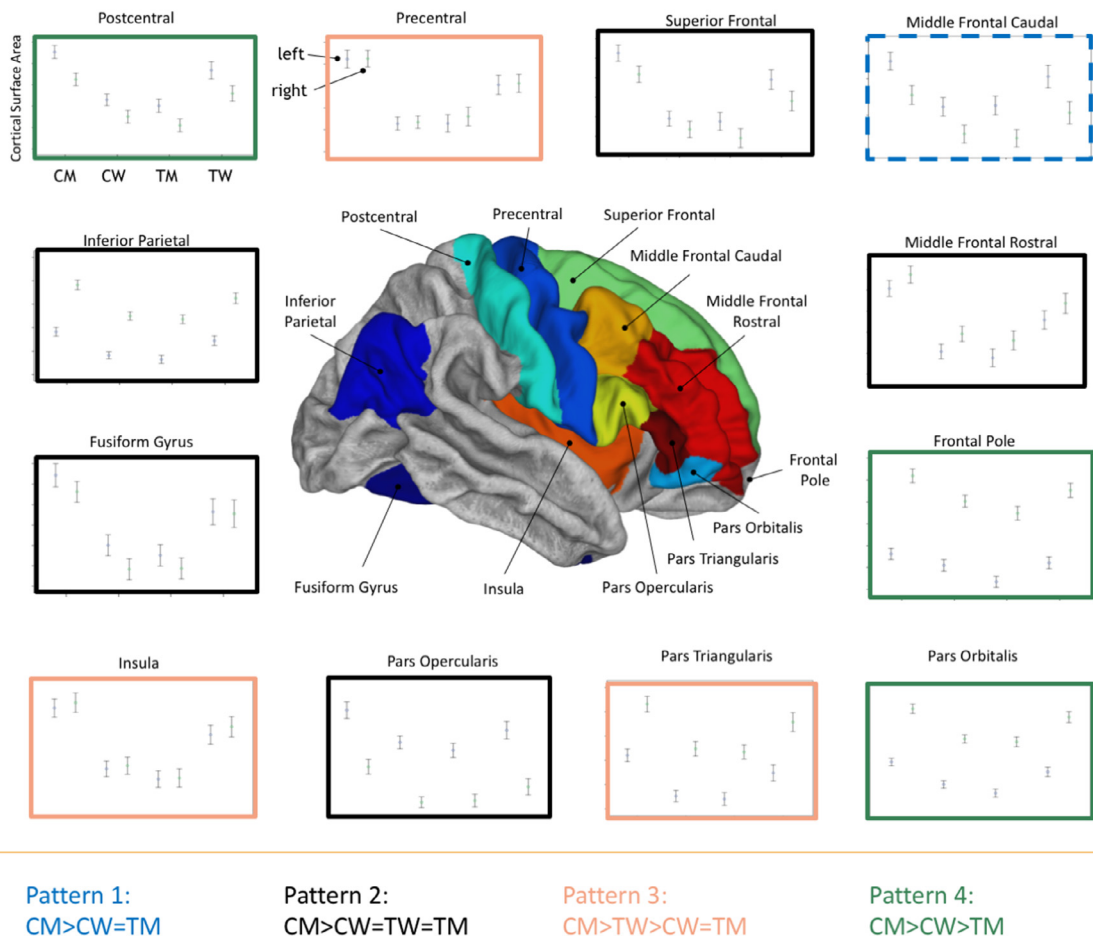 Postcentral
Precentral
Superior Frontal
Middle Frontal Caudal
Cortical Surface Area
left
right
CM CW TM TW
Inferior Parietal
Postcentral
Precentral
Superior Frontal
Middle Frontal Caudal
Middle Frontal
Rostral
Inferior
Parietal
Middle Frontal Rostral
Fusiform Gyrus
Frontal Pole
Frontal
Pole
Pars Orbitalis
Pars Triangularis
Fusiform Gyrus
Insula
Pars Opercularis
Insula
Pars Opercularis
Pars Triangularis
Pars Orbitalis
Pattern 1:
CM>CW=TM
Pattern 2:
CM>CW=TW=TM
Pattern 3:
CM>TW>CW=TM
Pattern 4:
CM>CW>TM